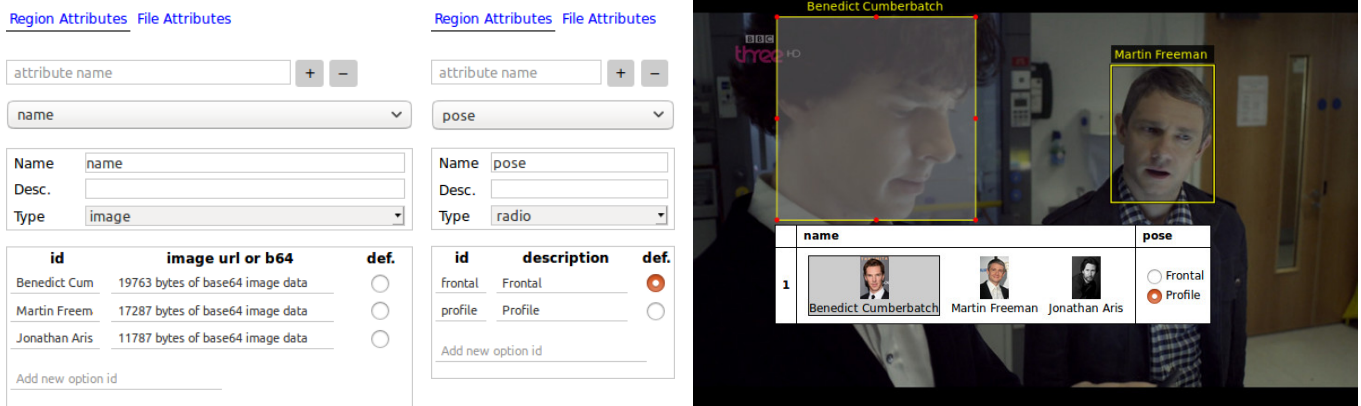 Region Attributes File Attributes
attribute name + −
name
Name name
Desc.
Type image
id image url or b64 def.
Benedict Cum 19763 bytes of base64 image data
Martin Freem 17287 bytes of base64 image data
Jonathan Aris 11787 bytes of base64 image data
Add new option id
Region Attributes File Attributes
attribute name + −
pose
Name pose
Desc.
Type radio
id description def.
frontal Frontal
profile Profile
Add new option id
Benedict Cumberbatch
BBC
three HD
Martin Freeman
name pose
1
Benedict Cumberbatch Martin Freeman Jonathan Aris
Frontal
Profile